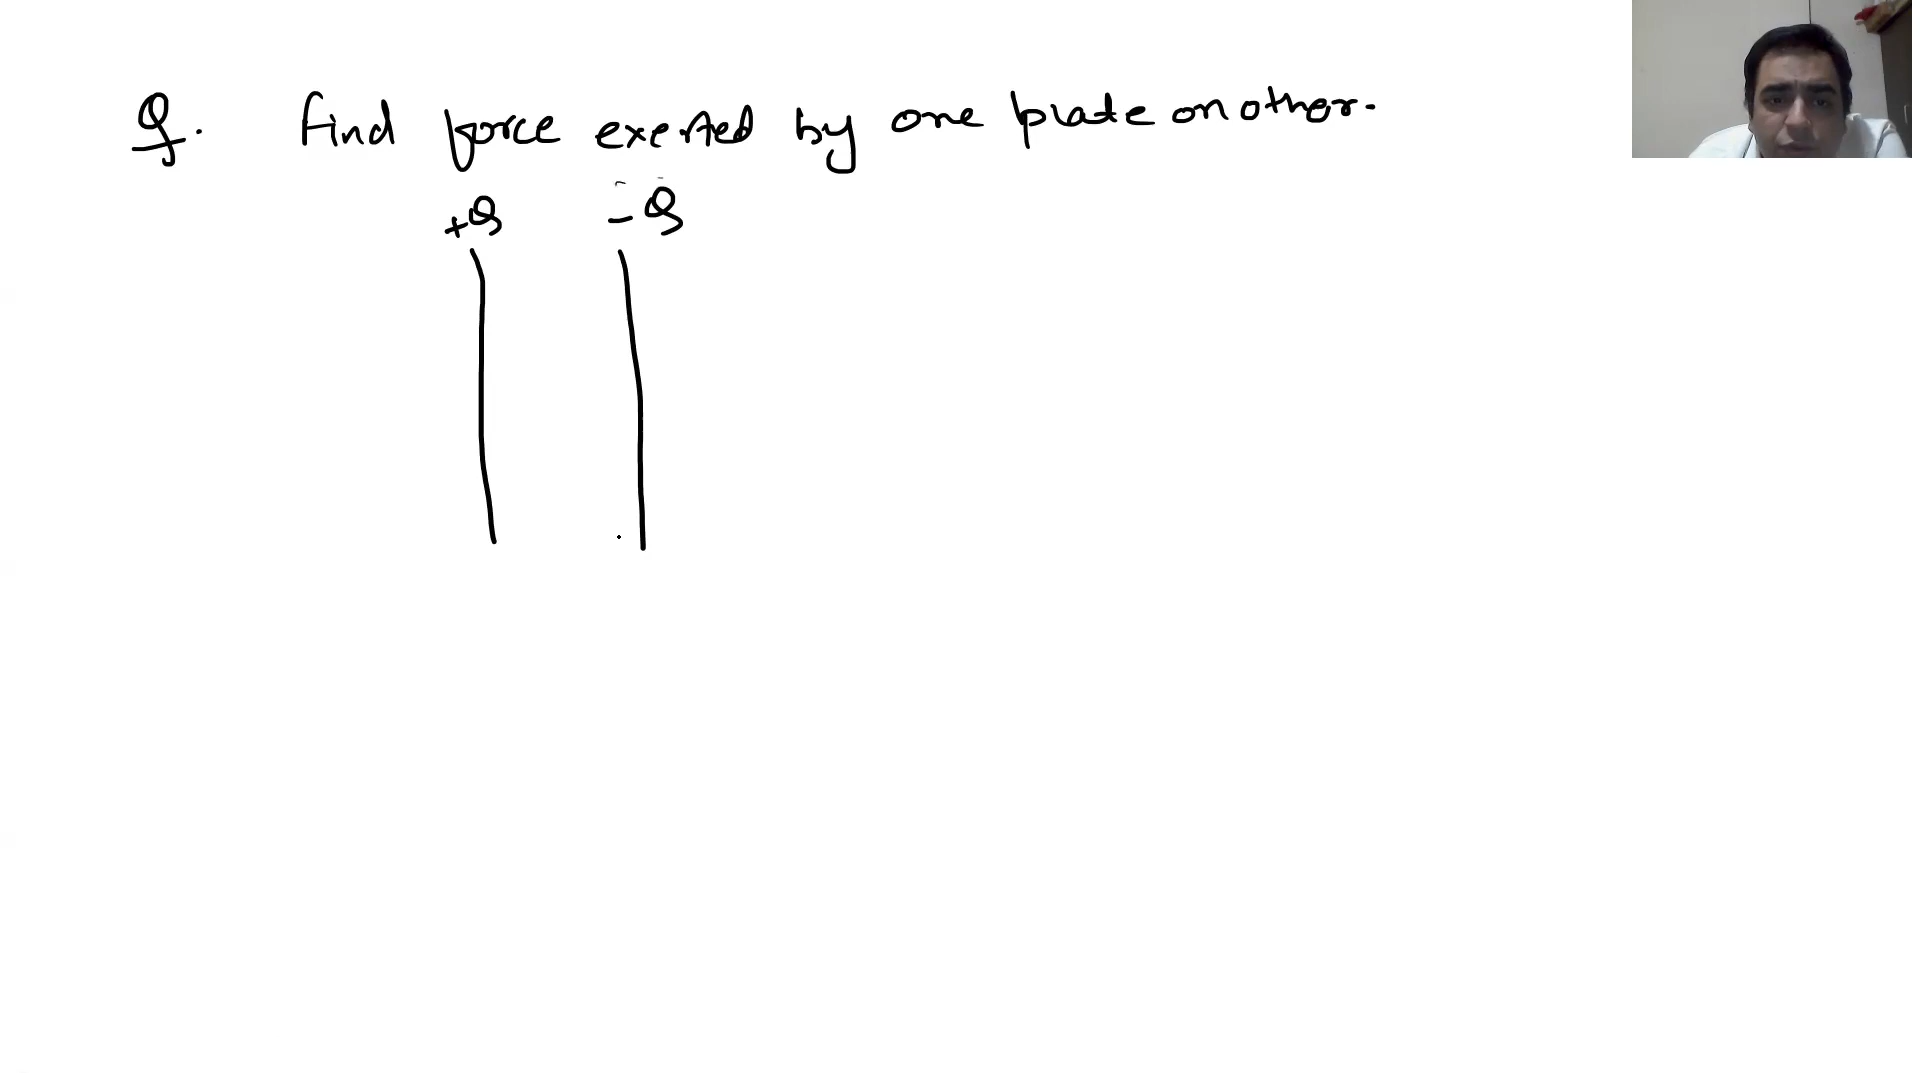 Q. Find force exerted by one plate on other.
+Q -Q